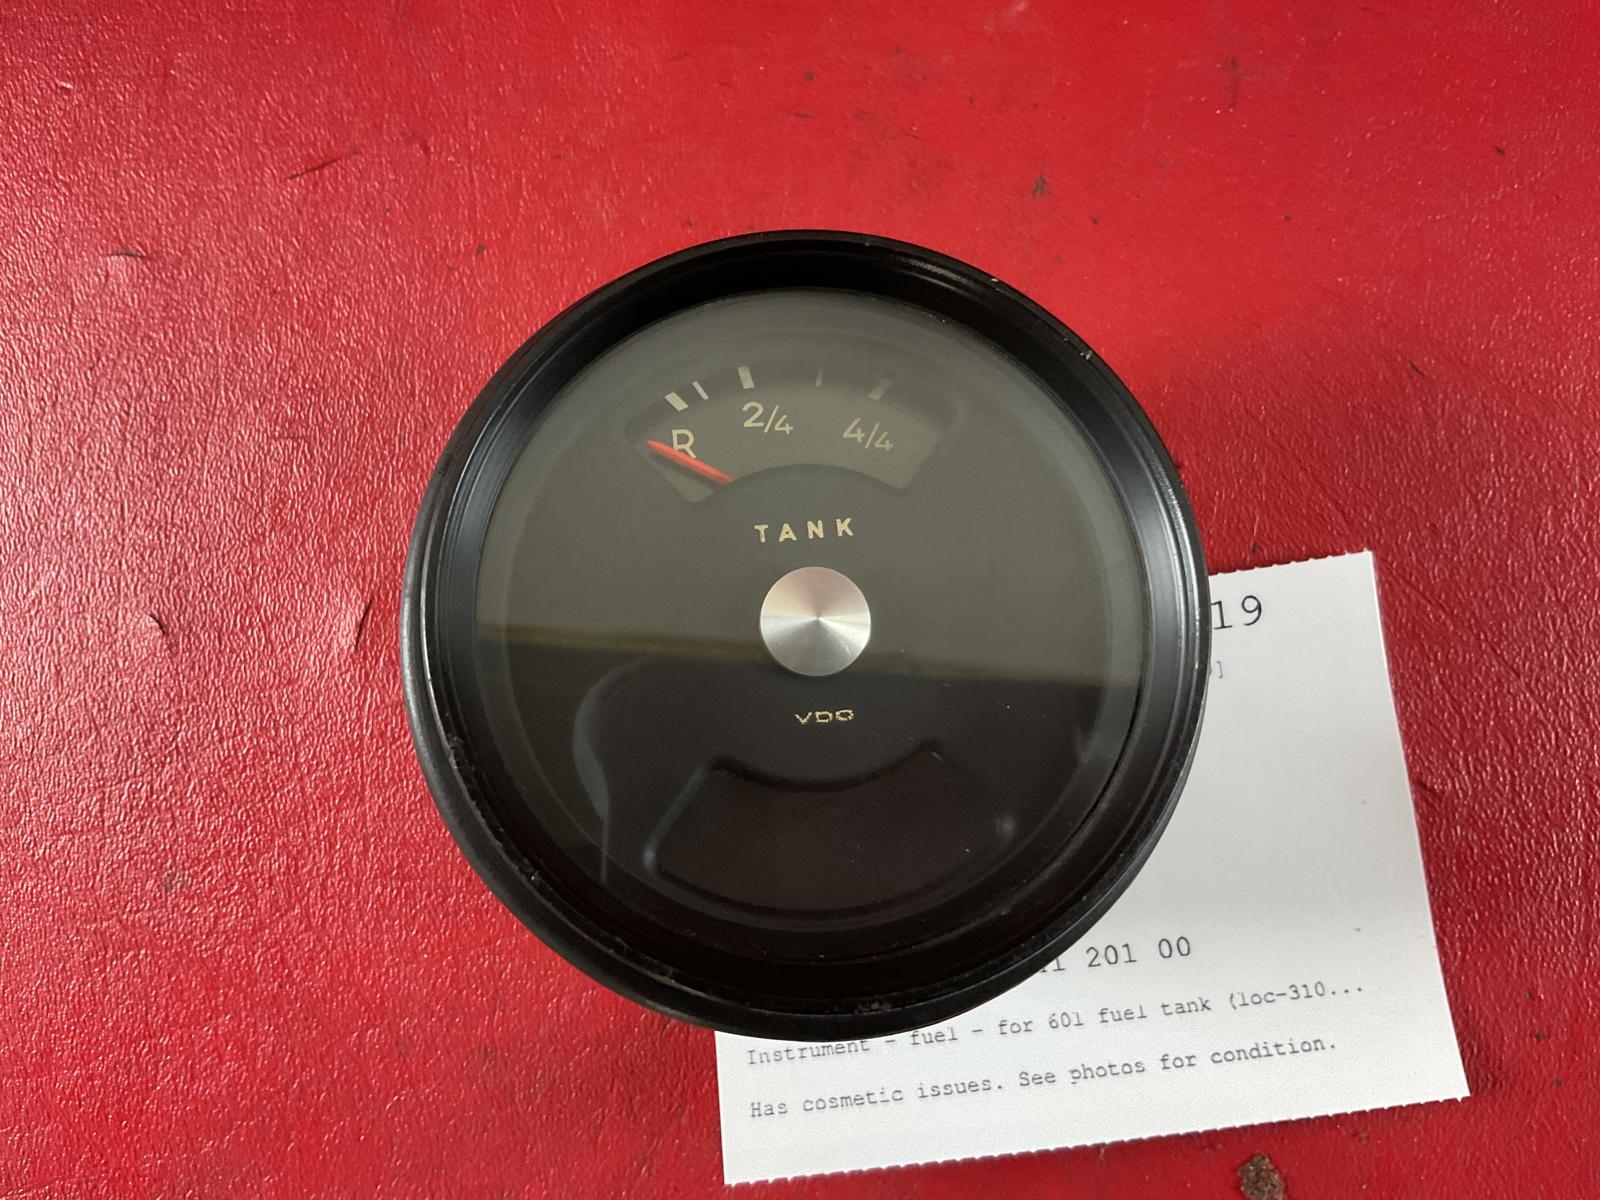 R 2/4 4/4
TANK
VDO
19
201 00
Instrument - fuel - for 60l fuel tank (loc-310...
Has cosmetic issues. See photos for condition.